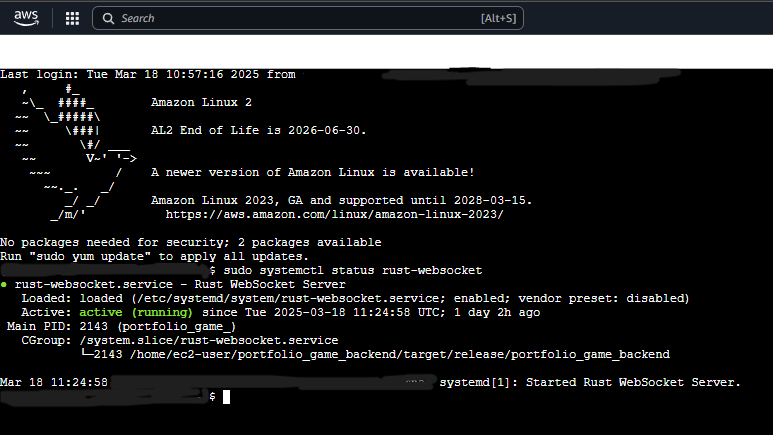 aws
Search
[Alt+S]
Last login: Tue Mar 18 10:57:16 2025 from
   ,     #_
   ~\_  ####_        Amazon Linux 2
  ~~  \_#####\
  ~~     \###|       AL2 End of Life is 2026-06-30.
  ~~       \#/ ___
   ~~       V~' '->
    ~~~         /    A newer version of Amazon Linux is available!
      ~~._.   _/
         _/ _/       Amazon Linux 2023, GA and supported until 2028-03-15.
       _/m/'           https://aws.amazon.com/linux/amazon-linux-2023/
No packages needed for security; 2 packages available
Run "sudo yum update" to apply all updates.
$ sudo systemctl status rust-websocket
● rust-websocket.service - Rust WebSocket Server
   Loaded: loaded (/etc/systemd/system/rust-websocket.service; enabled; vendor preset: disabled)
   Active: active (running) since Tue 2025-03-18 11:24:58 UTC; 1 day 2h ago
 Main PID: 2143 (portfolio_game_)
   CGroup: /system.slice/rust-websocket.service
           └─2143 /home/ec2-user/portfolio_game_backend/target/release/portfolio_game_backend
Mar 18 11:24:58 systemd[1]: Started Rust WebSocket Server.
$